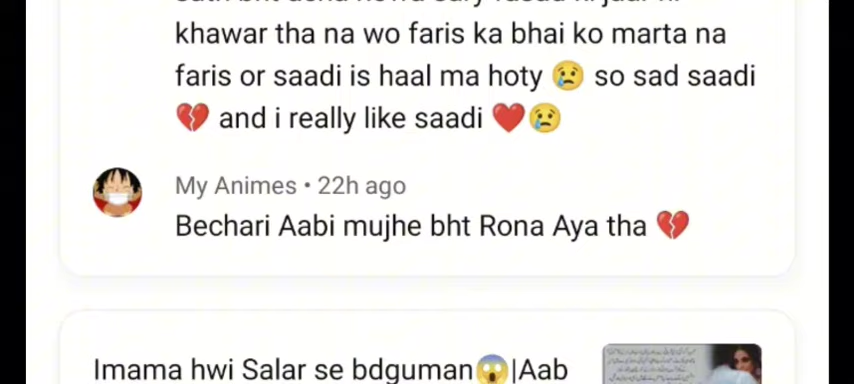 khawar tha na wo faris ka bhai ko marta na
faris or saadi is haal ma hoty 😢 so sad saadi
💔 and i really like saadi ❤️😢
My Animes • 22h ago
Bechari Aabi mujhe bht Rona Aya tha 💔
Imama hwi Salar se bdguman😱|Aab